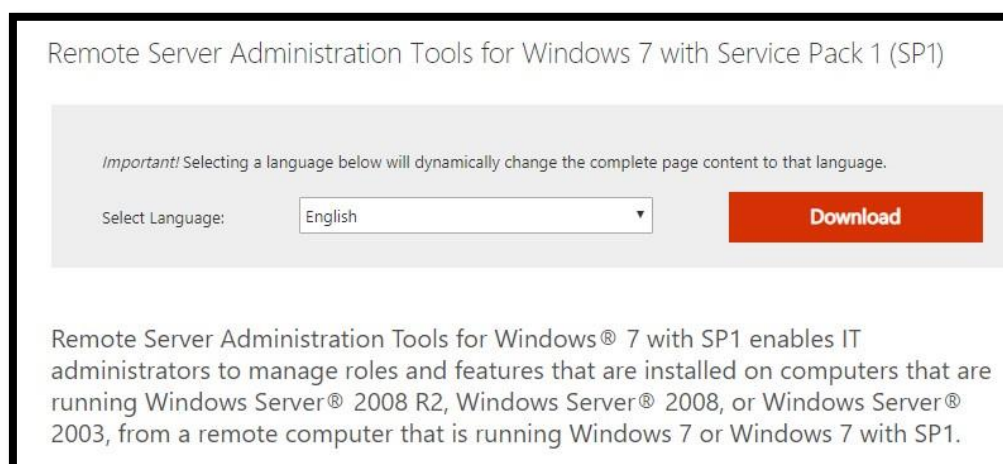 Remote Server Administration Tools for Windows 7 with Service Pack 1 (SP1)
Important! Selecting a language below will dynamically change the complete page content to that language.
Select Language:
English
Download
Remote Server Administration Tools for Windows® 7 with SP1 enables IT
administrators to manage roles and features that are installed on computers that are
running Windows Server® 2008 R2, Windows Server® 2008, or Windows Server®
2003, from a remote computer that is running Windows 7 or Windows 7 with SP1.